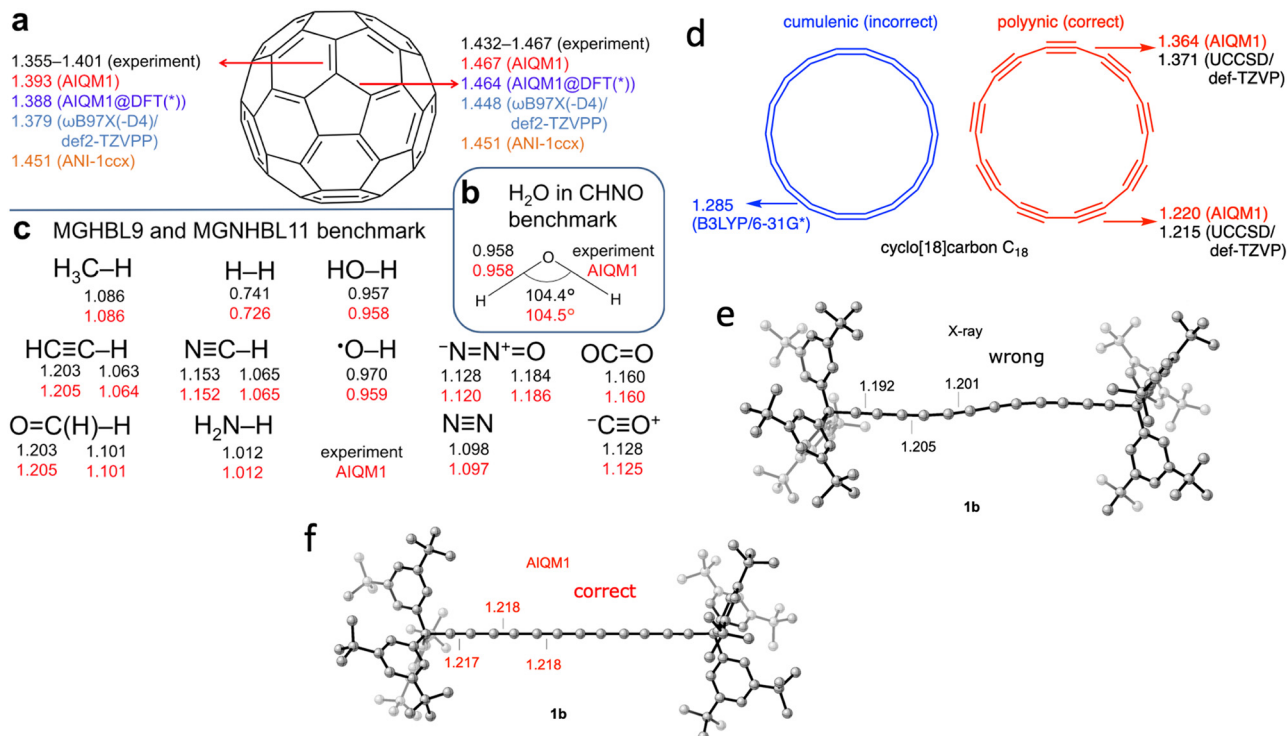 a
1.355–1.401 (experiment)
1.393 (AIQM1)
1.388 (AIQM1@DFT(*))
1.379 (ωB97X(-D4)/
def2-TZVPP)
1.451 (ANI-1ccx)
1.432–1.467 (experiment)
1.467 (AIQM1)
1.464 (AIQM1@DFT(*))
1.448 (ωB97X(-D4)/
def2-TZVPP)
1.451 (ANI-1ccx)
b H₂O in CHNO
benchmark
0.958 O experiment
0.958 AIQM1
H 104.4° H
104.5°
c MGHBL9 and MGNHBL11 benchmark
H₃C–H H–H HO–H
1.086 0.741 0.957
1.086 0.726 0.958
HC≡C–H N≡C–H •O–H ⁻N=N⁺=O OC=O
1.203 1.063 1.153 1.065 0.970 1.128 1.184 1.160
1.205 1.064 1.152 1.065 0.959 1.120 1.186 1.160
O=C(H)–H H₂N–H N≡N ⁻C≡O⁺
1.203 1.101 1.012 experiment 1.098 1.128
1.205 1.101 1.012 AIQM1 1.097 1.125
d cumulenic (incorrect) polyynic (correct)
1.364 (AIQM1)
1.371 (UCCSD/
def-TZVP)
1.285
(B3LYP/6-31G*)
1.220 (AIQM1)
1.215 (UCCSD/
def-TZVP)
cyclo[18]carbon C₁₈
e X-ray
wrong
1.192 1.201
1.205
1b
f AIQM1
correct
1.218
1.217 1.218
1b